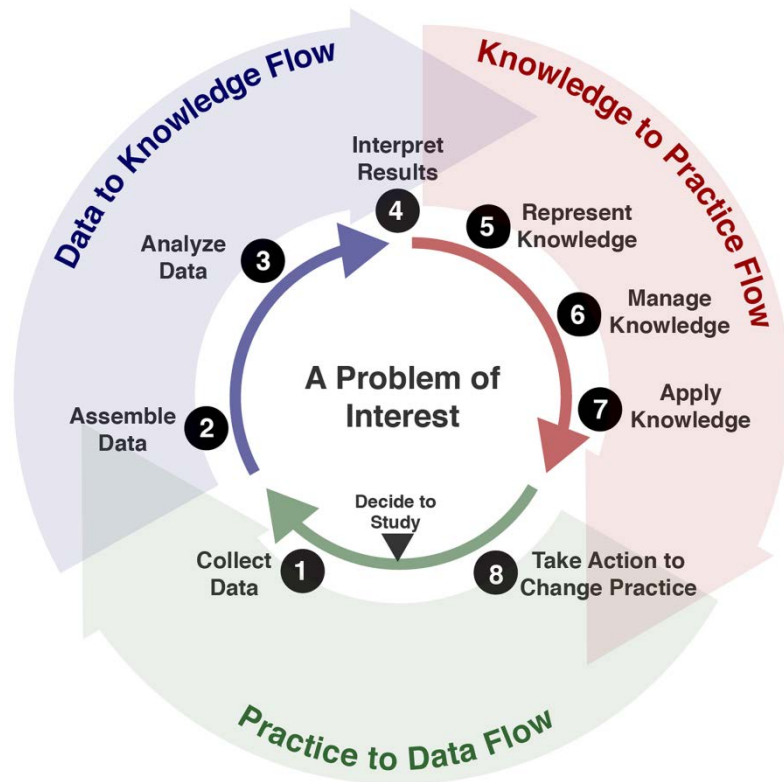 Data to Knowledge Flow
Knowledge to Practice Flow
Interpret
Results
4
5
Represent
Knowledge
Analyze
Data
3
6
Manage
Knowledge
A Problem of
Interest
Assemble
Data
2
7
Apply
Knowledge
Decide to
Study
Collect
Data
1
8
Take Action to
Change Practice
Practice to Data Flow